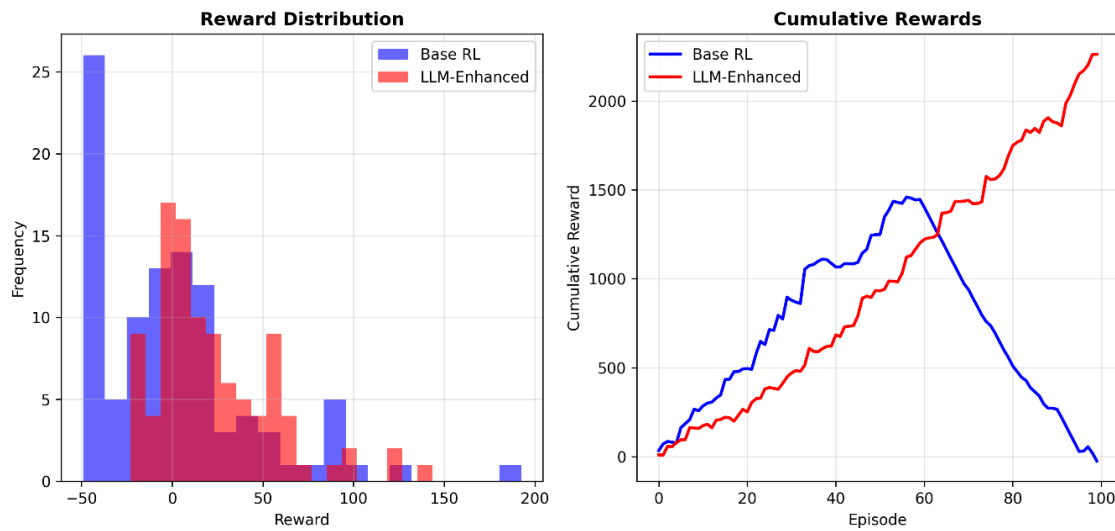 Reward Distribution
Base RL
LLM-Enhanced
25
20
15
10
5
0
Frequency
−50
0
50
100
150
200
Reward
Cumulative Rewards
Base RL
LLM-Enhanced
2000
1500
1000
500
0
Cumulative Reward
0
20
40
60
80
100
Episode